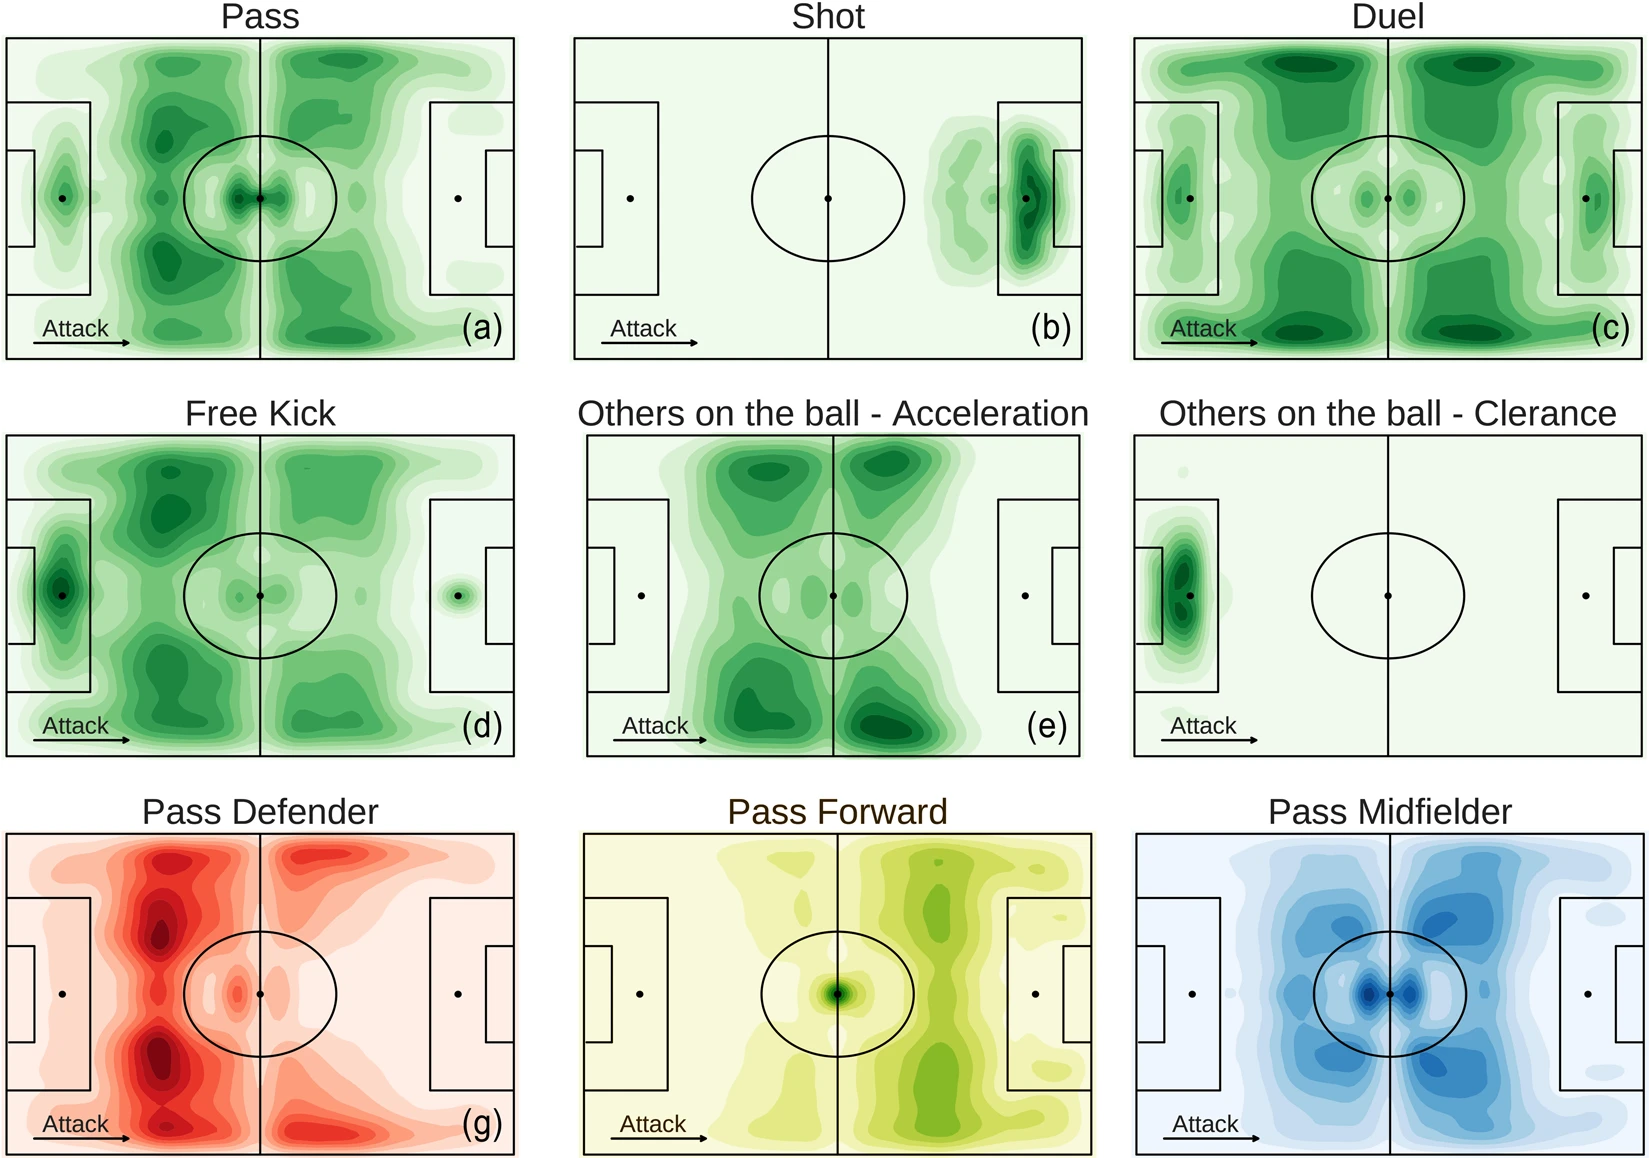 Pass
Shot
Duel
Attack
(a)
Attack
(b)
Attack
(c)
Free Kick
Others on the ball - Acceleration
Others on the ball - Clerance
Attack
(d)
Attack
(e)
Attack
Pass Defender
Pass Forward
Pass Midfielder
Attack
(g)
Attack
Attack